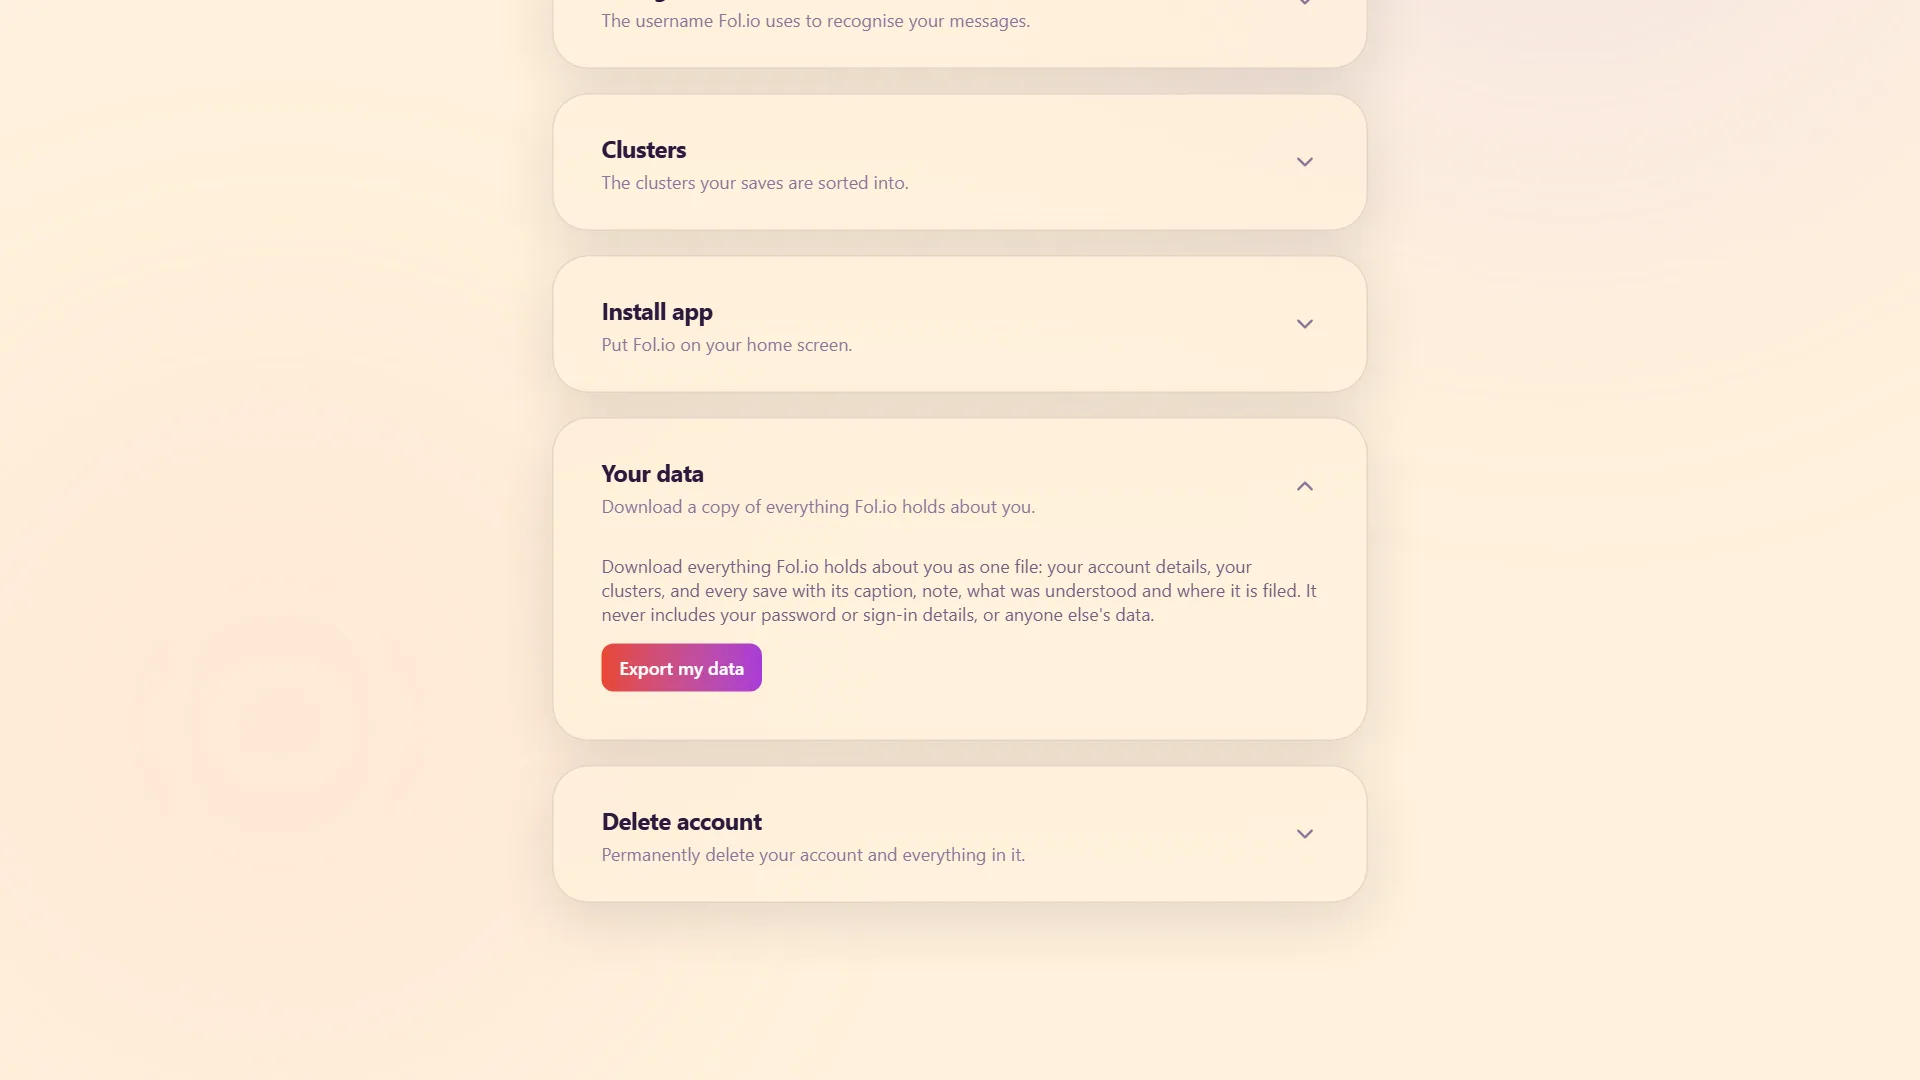 The username Fol.io uses to recognise your messages.
Clusters
The clusters your saves are sorted into.
Install app
Put Fol.io on your home screen.
Your data
Download a copy of everything Fol.io holds about you.
Download everything Fol.io holds about you as one file: your account details, your
clusters, and every save with its caption, note, what was understood and where it is filed. It
never includes your password or sign-in details, or anyone else's data.
Export my data
Delete account
Permanently delete your account and everything in it.